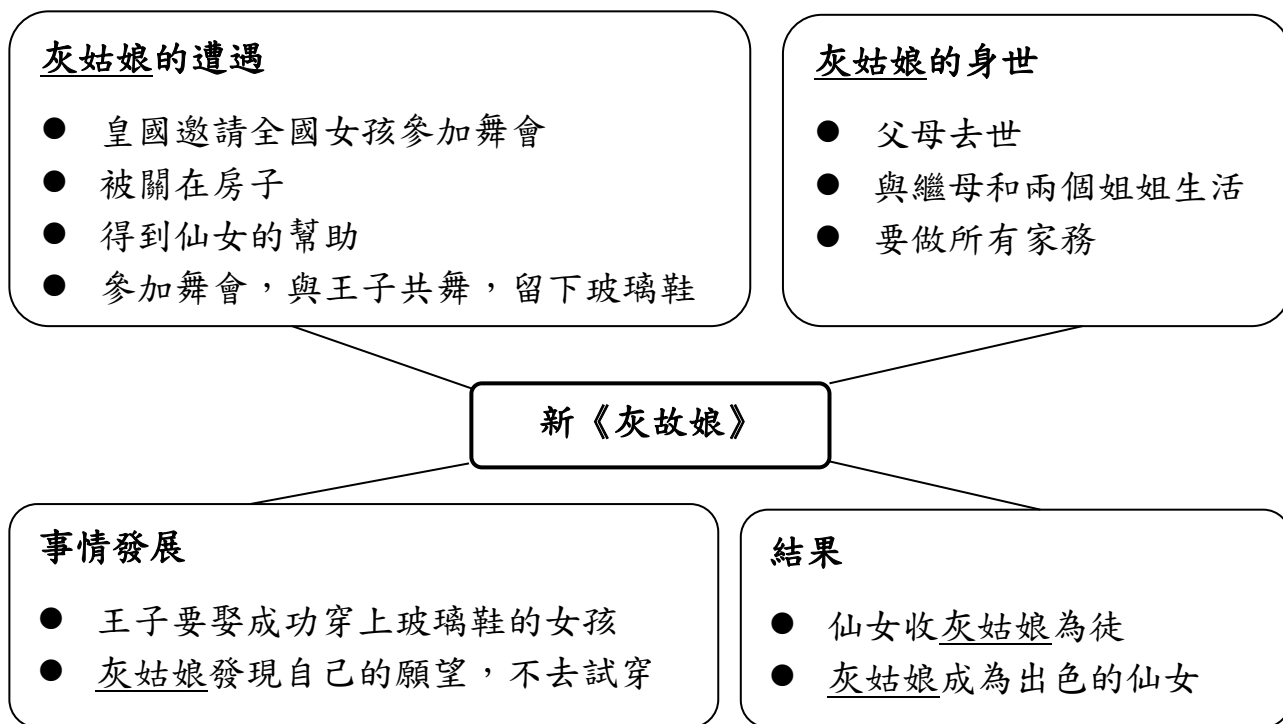 灰姑娘的遭遇
● 皇國邀請全國女孩參加舞會
● 被關在房子
● 得到仙女的幫助
● 參加舞會，與王子共舞，留下玻璃鞋
灰姑娘的身世
● 父母去世
● 與繼母和兩個姐姐生活
● 要做所有家務
新《灰故娘》
事情發展
● 王子要娶成功穿上玻璃鞋的女孩
● 灰姑娘發現自己的願望，不去試穿
結果
● 仙女收灰姑娘為徒
● 灰姑娘成為出色的仙女